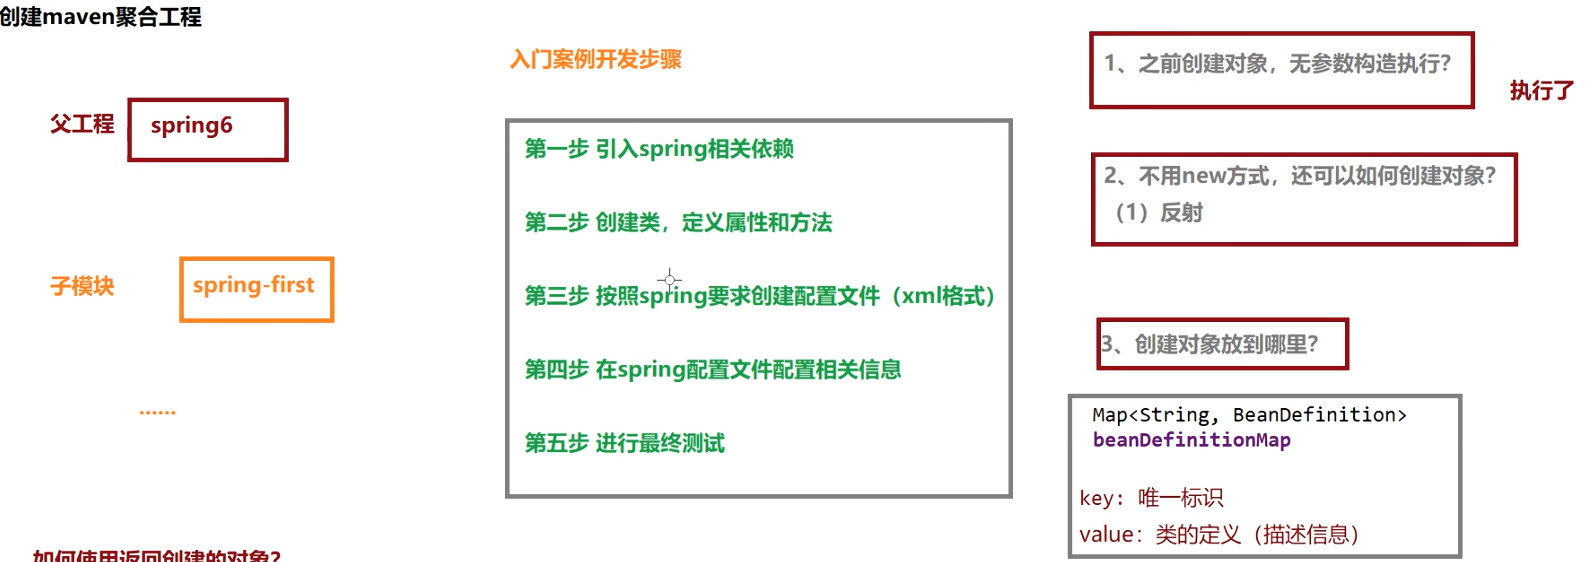 创建maven聚合工程
父工程
spring6
子模块
spring-first
......
如何使用返回创建的对象?
入门案例开发步骤
第一步 引入spring相关依赖
第二步 创建类，定义属性和方法
第三步 按照spring要求创建配置文件（xml格式）
第四步 在spring配置文件配置相关信息
第五步 进行最终测试
1、之前创建对象，无参数构造执行?
执行了
2、不用new方式，还可以如何创建对象?
（1）反射
3、创建对象放到哪里?
Map<String, BeanDefinition>
beanDefinitionMap
key: 唯一标识
value: 类的定义（描述信息）